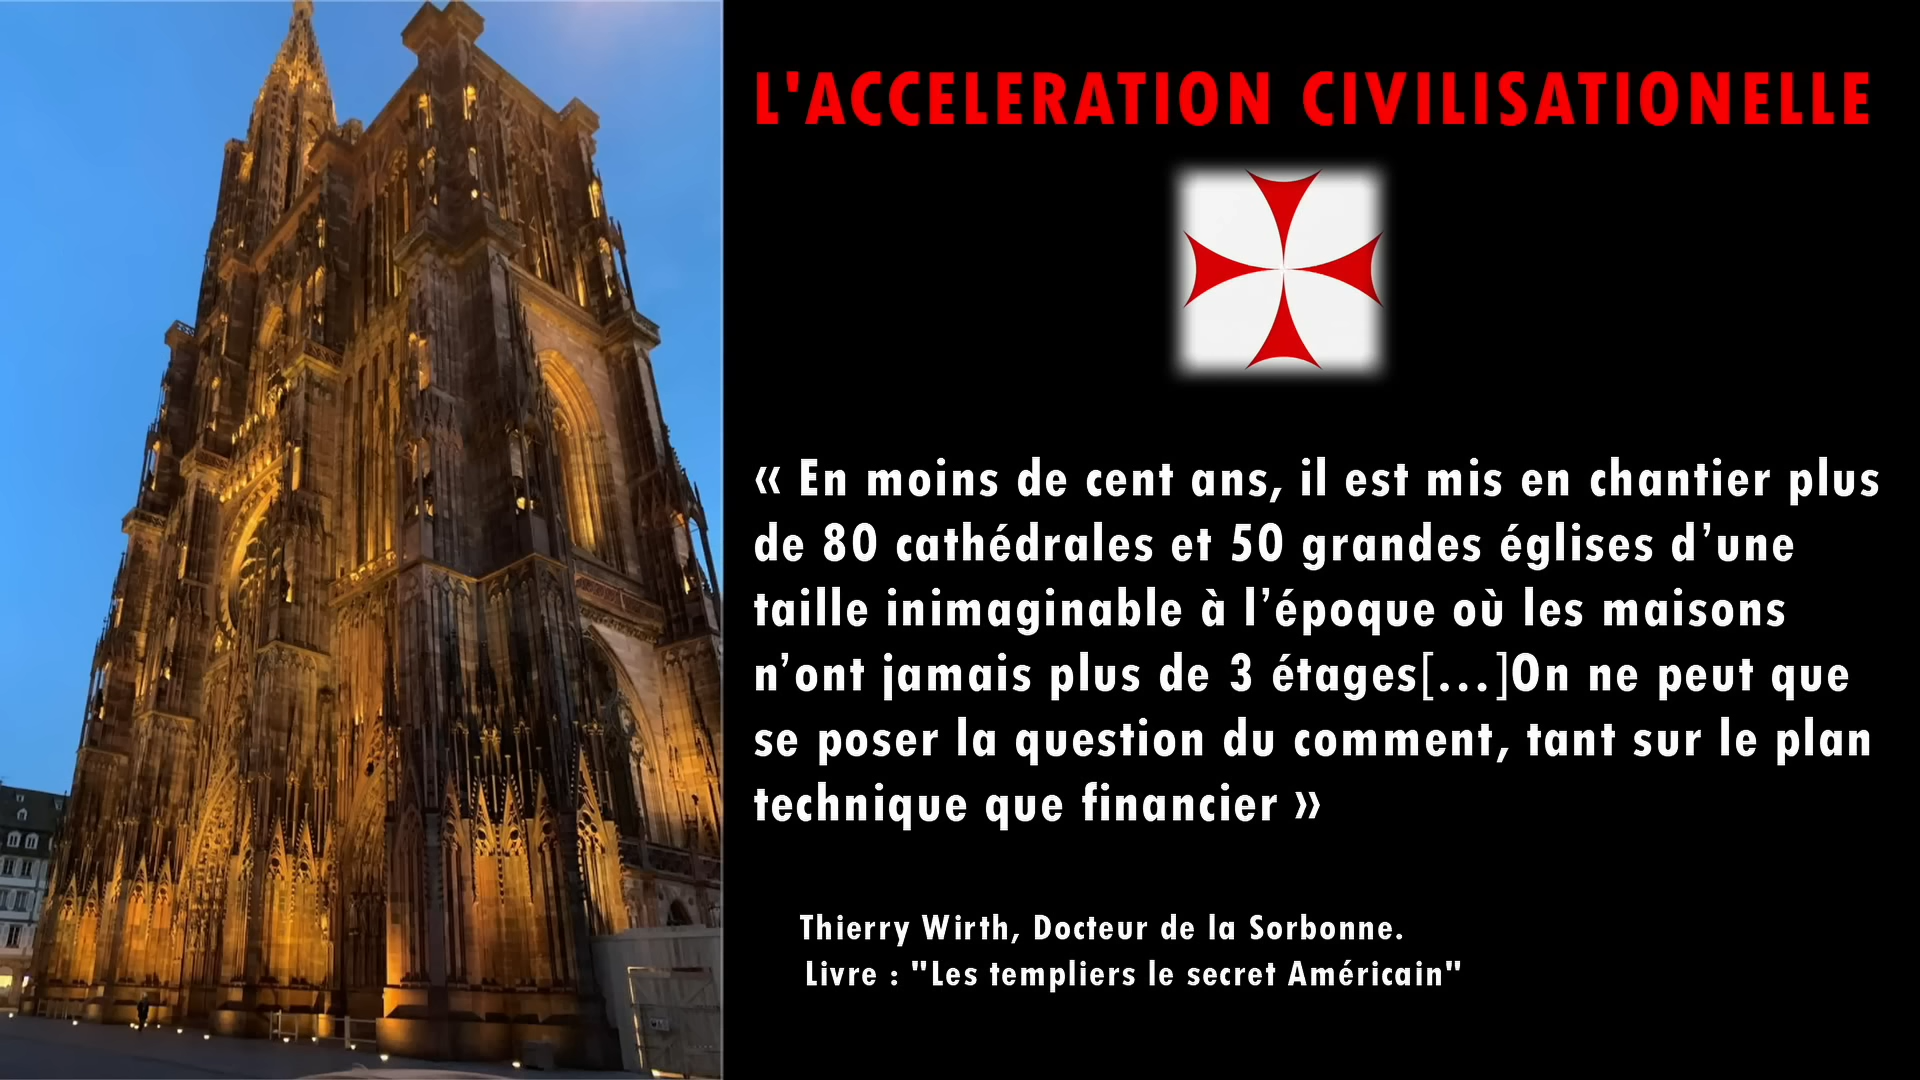 L'ACCELERATION CIVILISATIONELLE
« En moins de cent ans, il est mis en chantier plus
de 80 cathédrales et 50 grandes églises d’une
taille inimaginable à l’époque où les maisons
n’ont jamais plus de 3 étages[…]On ne peut que
se poser la question du comment, tant sur le plan
technique que financier »
Thierry Wirth, Docteur de la Sorbonne.
Livre : "Les templiers le secret Américain"